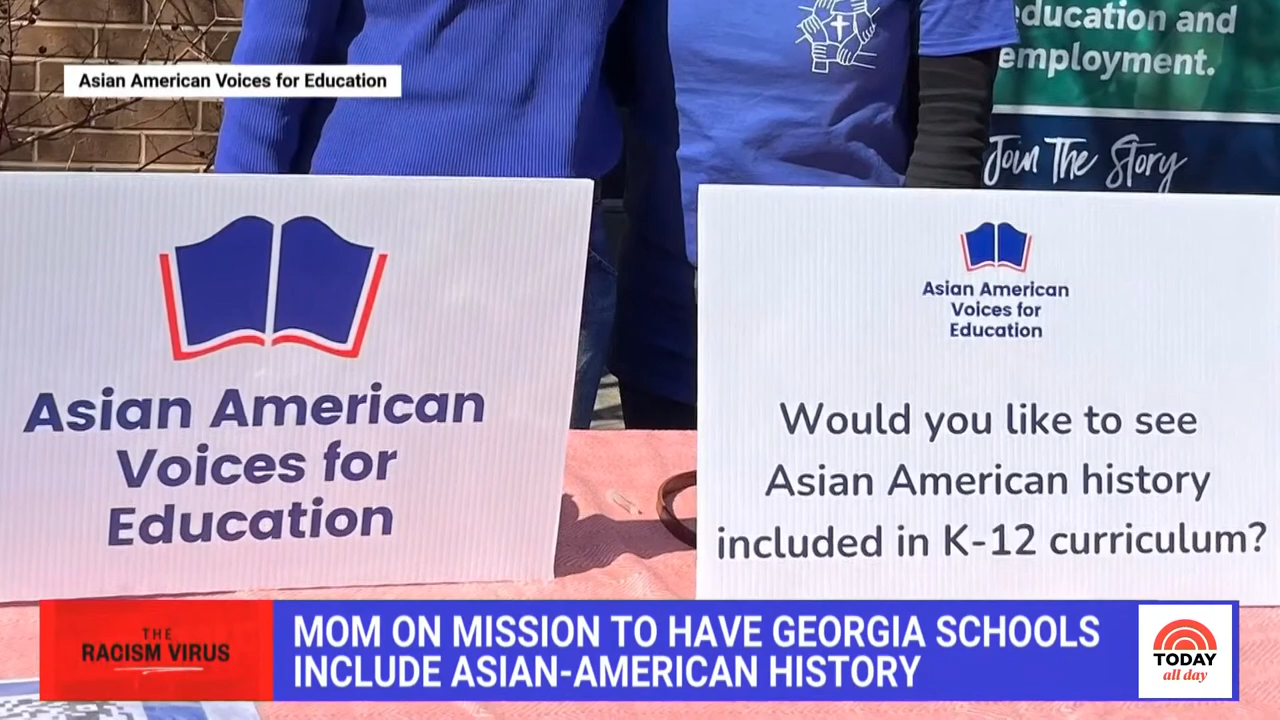 Asian American Voices for Education
education and
employment.
Join The Story
Asian American
Voices for
Education
Asian American
Voices for
Education
Would you like to see
Asian American history
included in K-12 curriculum?
THE
RACISM VIRUS
MOM ON MISSION TO HAVE GEORGIA SCHOOLS
INCLUDE ASIAN-AMERICAN HISTORY
TODAY
all day